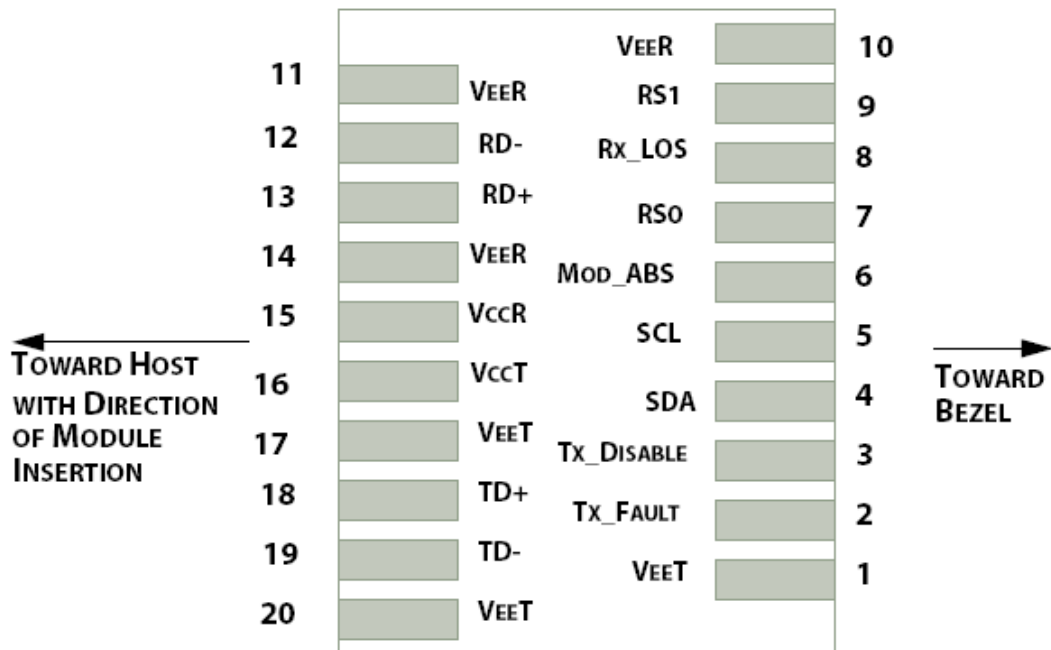 VEER 10
11 VEER
RS1 9
12 RD-
RX_LOS 8
13 RD+
RS0 7
14 VEER
MOD_ABS 6
15 VCCR
SCL 5
TOWARD HOST
WITH DIRECTION
OF MODULE
INSERTION
16 VCCT
SDA 4
TOWARD
BEZEL
17 VEET
TX_DISABLE 3
18 TD+
TX_FAULT 2
19 TD-
VEET 1
20 VEET